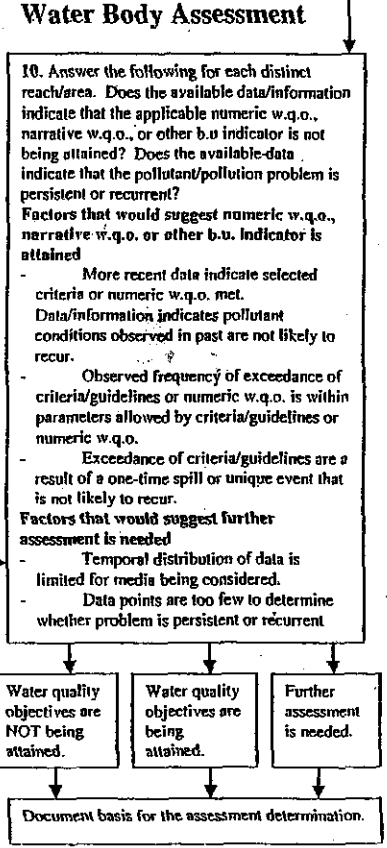 Water Body Assessment
10. Answer the following for each distinct
reach/area. Does the available data/information
indicate that the applicable numeric w.q.o.,
narrative w.q.o., or other b.u indicator is not
being attained? Does the available-data
indicate that the pollutant/pollution problem is
persistent or recurrent?
Factors that would suggest numeric w.q.o.,
narrative w.q.o. or other b.u. Indicator is
attained
- More recent data indicate selected
criteria or numeric w.q.o. met.
Data/information indicates pollutant
conditions observed in past are not likely to
recur.
- Observed frequency of exceedance of
criteria/guidelines or numeric w.q.o. is within
parameters allowed by criteria/guidelines or
numeric w.q.o.
- Exceedance of criteria/guidelines are a
result of a one-time spill or unique event that
is not likely to recur.
Factors that would suggest further
assessment is needed
- Temporal distribution of data is
limited for media being considered.
- Data points are too few to determine
whether problem is persistent or recurrent
Water quality
objectives are
NOT being
attained.
Water quality
objectives are
being
attained.
Further
assessment
is needed.
Document basis for the assessment determination.